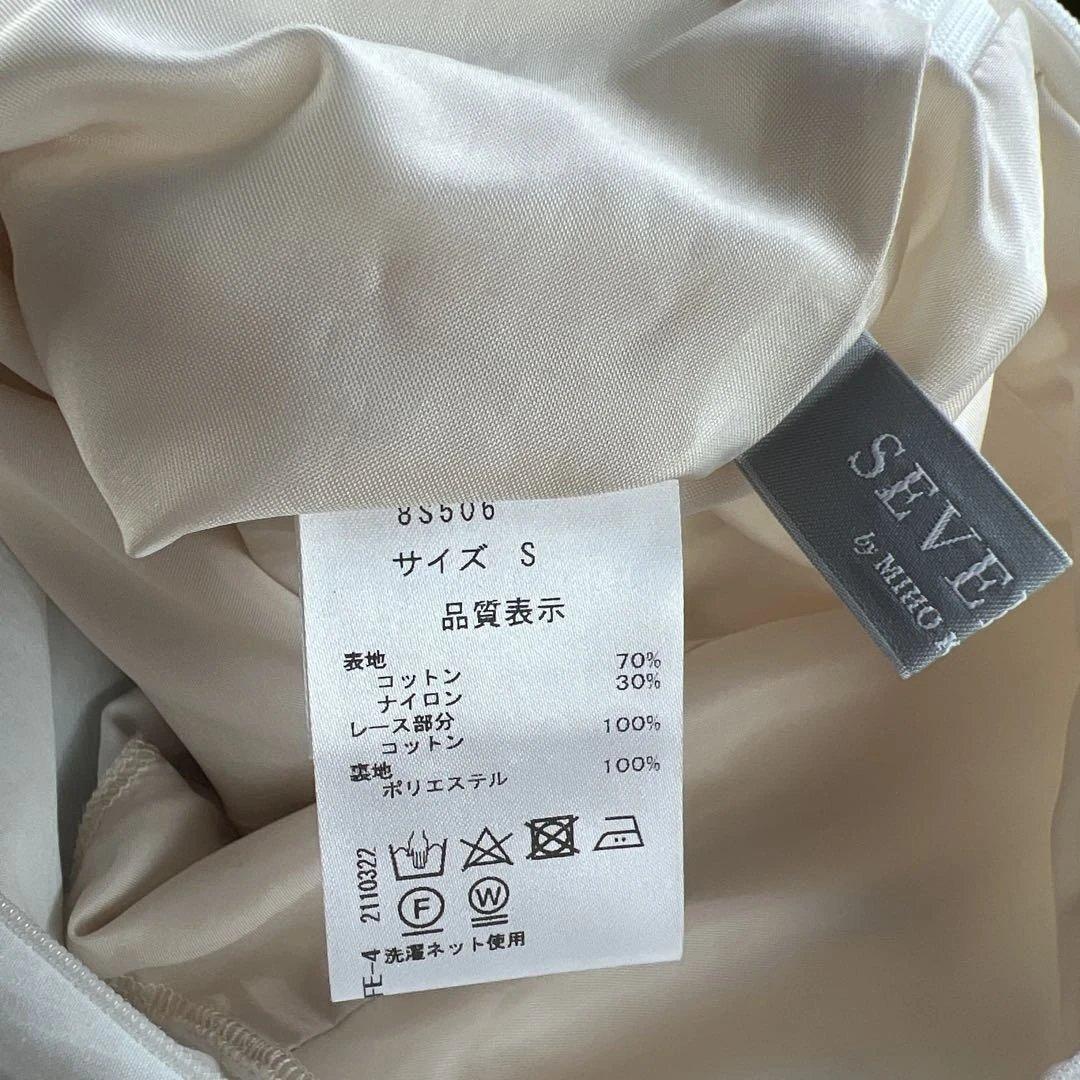 8S506
サイズ S
品質表示
表地
コットン 70%
ナイロン 30%
レース部分
コットン 100%
裏地
ポリエステル 100%
F
W
洗濯ネット使用
FE-4 2110322
SEVE
by MIHO